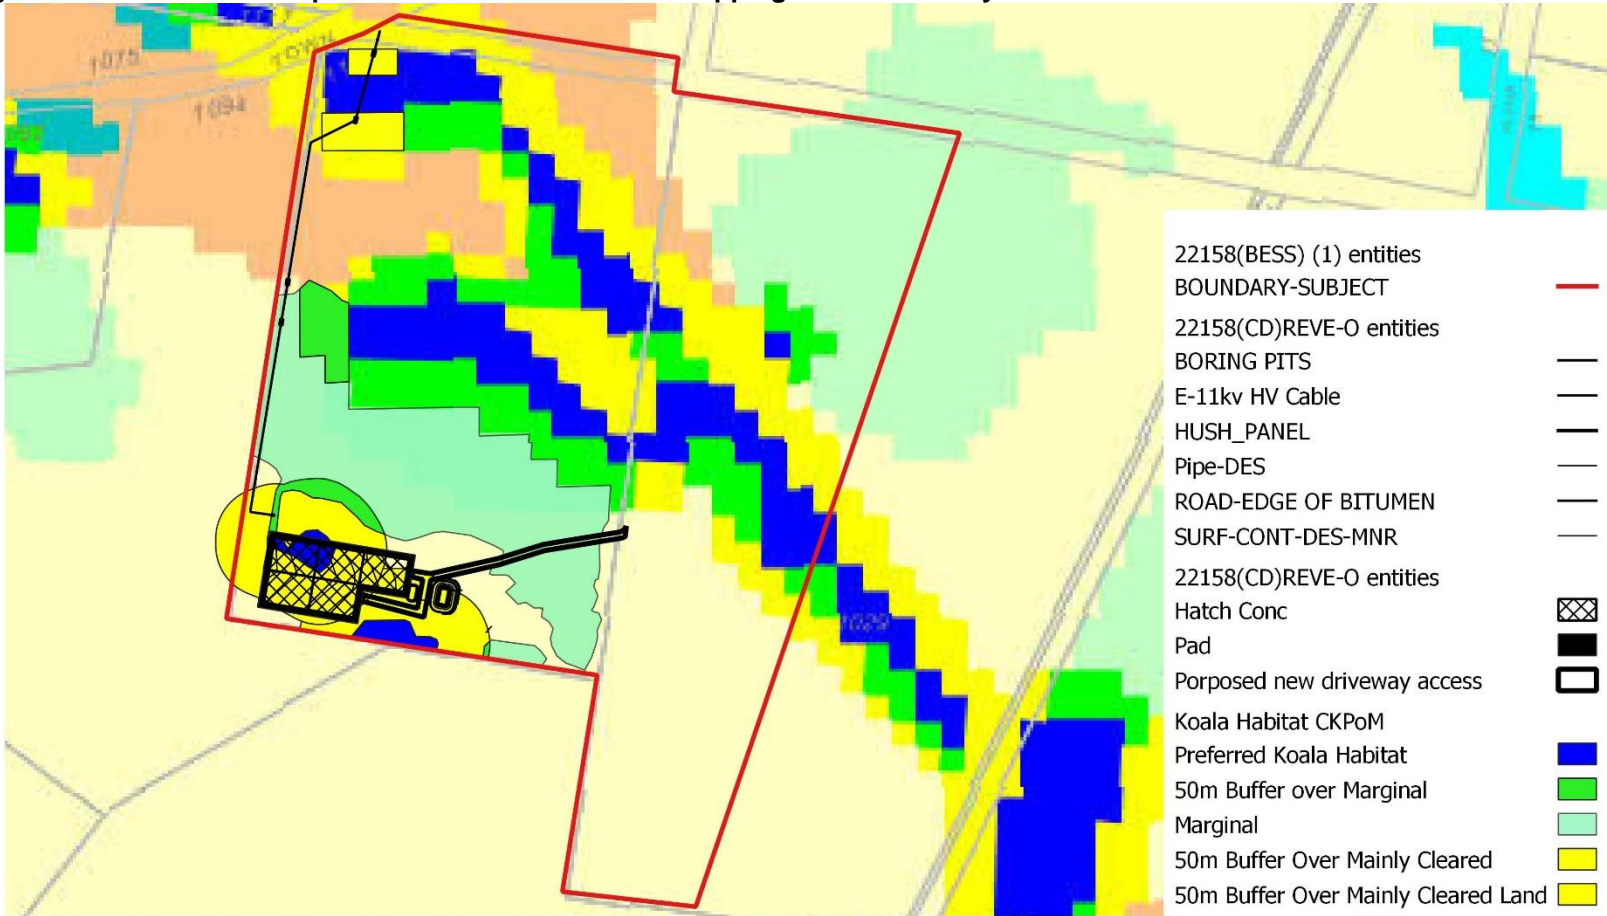 1075
TOWN
1094
22158(BESS) (1) entities
BOUNDARY-SUBJECT
22158(CD)REVE-O entities
BORING PITS
E-11kv HV Cable
HUSH_PANEL
Pipe-DES
ROAD-EDGE OF BITUMEN
SURF-CONT-DES-MNR
22158(CD)REVE-O entities
Hatch Conc
Pad
Porposed new driveway access
Koala Habitat CKPoM
Preferred Koala Habitat
50m Buffer over Marginal
Marginal
50m Buffer Over Mainly Cleared
50m Buffer Over Mainly Cleared Land
1029